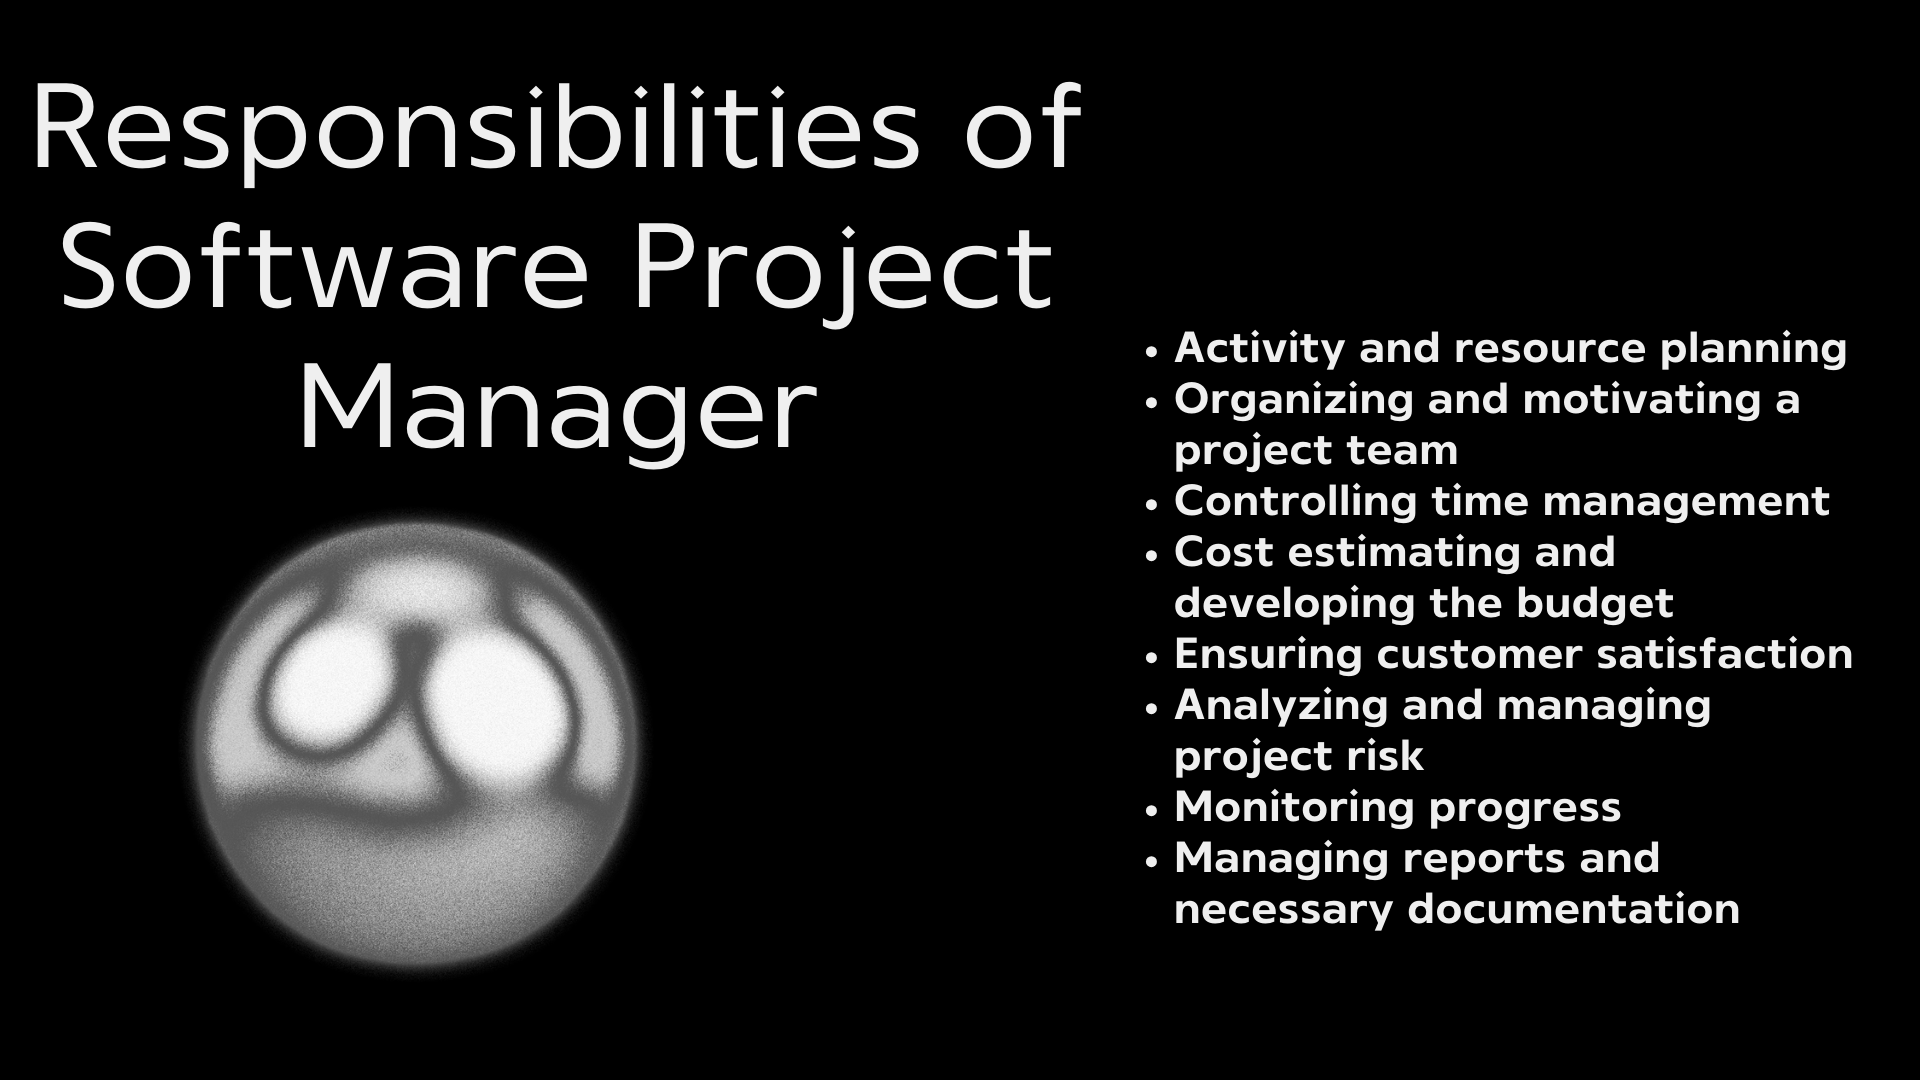 Responsibilities of
Software Project
Manager
• Activity and resource planning
• Organizing and motivating a
project team
• Controlling time management
• Cost estimating and
developing the budget
• Ensuring customer satisfaction
• Analyzing and managing
project risk
• Monitoring progress
• Managing reports and
necessary documentation